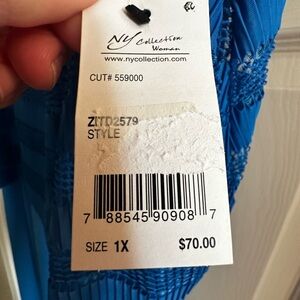 NY Collection
Woman
www.nycollection.com
CUT# 559000
ZITD2579
STYLE
7 88545 90908 7
SIZE 1X $70.00